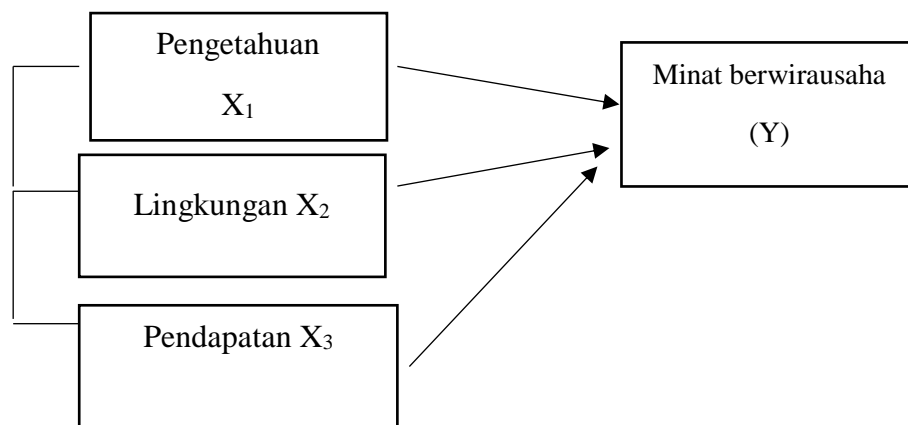 Pengetahuan
X₁
Lingkungan X₂
Pendapatan X₃
Minat berwirausaha
(Y)